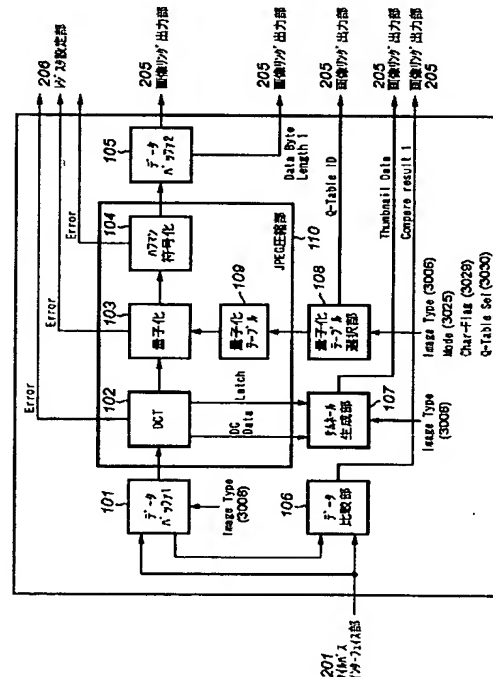 206
レジスタ設定部
205
画像リング出力部
205
画像リング出力部
205
画像リング出力部
205
画像リング出力部
画像リング出力部
205
Error
Error
Error
105
データ
バッファ2
Data Byte
Length 1
Q-Table ID
Thumbnail Data
Compare result 1
104
ハフマン
符号化
JPEG圧縮部
110
103
量子化
109
量子化
テーブル
108
量子化
テーブル
選択部
Image Type (3008)
Mode (3025)
Char-Flag (3029)
Q-Table Sel (3030)
102
DCT
DC
Data
Latch
サムネール
生成部
107
Image Type
(3008)
101
データ
バッファ1
Image Type
(3008)
106
データ
比較部
201
タイルバス
インターフェイス部